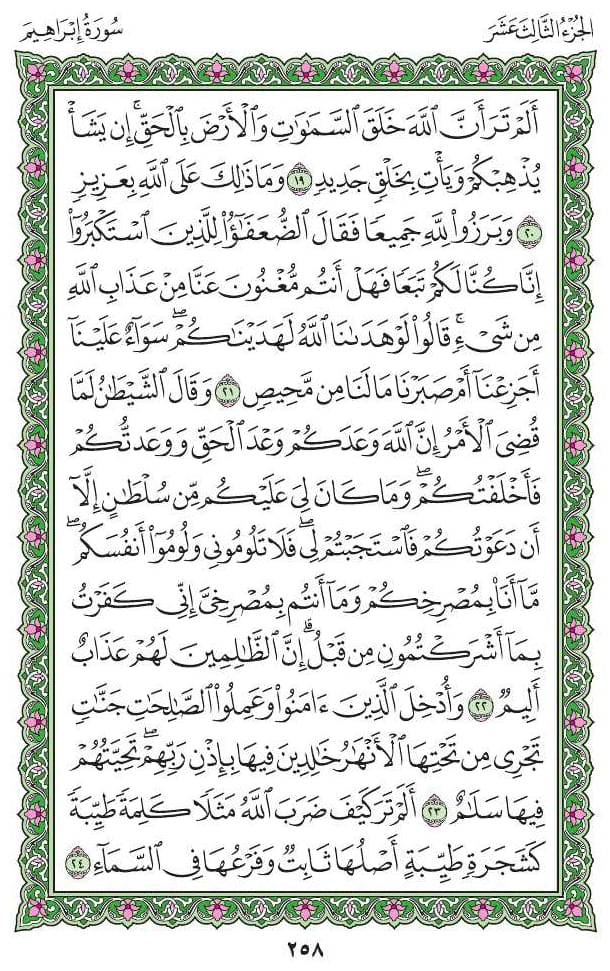 الجزء الثالث عشر
سورة إبراهيم
أَلَمْ تَرَ أَنَّ ٱللَّهَ خَلَقَ ٱلسَّمَٰوَٰتِ وَٱلْأَرْضَ بِٱلْحَقِّۚ إِن يَشَأْ
يُذْهِبْكُمْ وَيَأْتِ بِخَلْقٍ جَدِيدٍ ١٩ وَمَا ذَٰلِكَ عَلَى ٱللَّهِ بِعَزِيزٍ
٢٠ وَبَرَزُوا۟ لِلَّهِ جَمِيعًا فَقَالَ ٱلضُّعَفَٰٓؤُا۟ لِلَّذِينَ ٱسْتَكْبَرُوٓا۟
إِنَّا كُنَّا لَكُمْ تَبَعًا فَهَلْ أَنتُم مُّغْنُونَ عَنَّا مِنْ عَذَابِ ٱللَّهِ
مِن شَىْءٍۚ قَالُوا۟ لَوْ هَدَىٰنَا ٱللَّهُ لَهَدَيْنَٰكُمْۖ سَوَآءٌ عَلَيْنَآ
أَجَزِعْنَآ أَمْ صَبَرْنَا مَا لَنَا مِن مَّحِيصٍ ٢١ وَقَالَ ٱلشَّيْطَٰنُ لَمَّا
قُضِىَ ٱلْأَمْرُ إِنَّ ٱللَّهَ وَعَدَكُمْ وَعْدَ ٱلْحَقِّ وَوَعَدتُّكُمْ
فَأَخْلَفْتُكُمْۖ وَمَا كَانَ لِىَ عَلَيْكُم مِّن سُلْطَٰنٍ إِلَّآ
أَن دَعَوْتُكُمْ فَٱسْتَجَبْتُمْ لِىۖ فَلَا تَلُومُونِى وَلُومُوٓا۟ أَنفُسَكُمۖ
مَّآ أَنَا۠ بِمُصْرِخِكُمْ وَمَآ أَنتُم بِمُصْرِخِىَّ إِنِّى كَفَرْتُ
بِمَآ أَشْرَكْتُمُونِ مِن قَبْلُۗ إِنَّ ٱلظَّٰلِمِينَ لَهُمْ عَذَابٌ
أَلِيمٌ ٢٢ وَأُدْخِلَ ٱلَّذِينَ ءَامَنُوا۟ وَعَمِلُوا۟ ٱلصَّٰلِحَٰتِ جَنَّٰتٍ
تَجْرِى مِن تَحْتِهَا ٱلْأَنْهَٰرُ خَٰلِدِينَ فِيهَا بِإِذْنِ رَبِّهِمْۖ تَحِيَّتُهُمْ
فِيهَا سَلَٰمٌ ٢٣ أَلَمْ تَرَ كَيْفَ ضَرَبَ ٱللَّهُ مَثَلًا كَلِمَةً طَيِّبَةً
كَشَجَرَةٍ طَيِّبَةٍ أَصْلُهَا ثَابِتٌ وَفَرْعُهَا فِى ٱلسَّمَآءِ ٢٤
٢٥٨